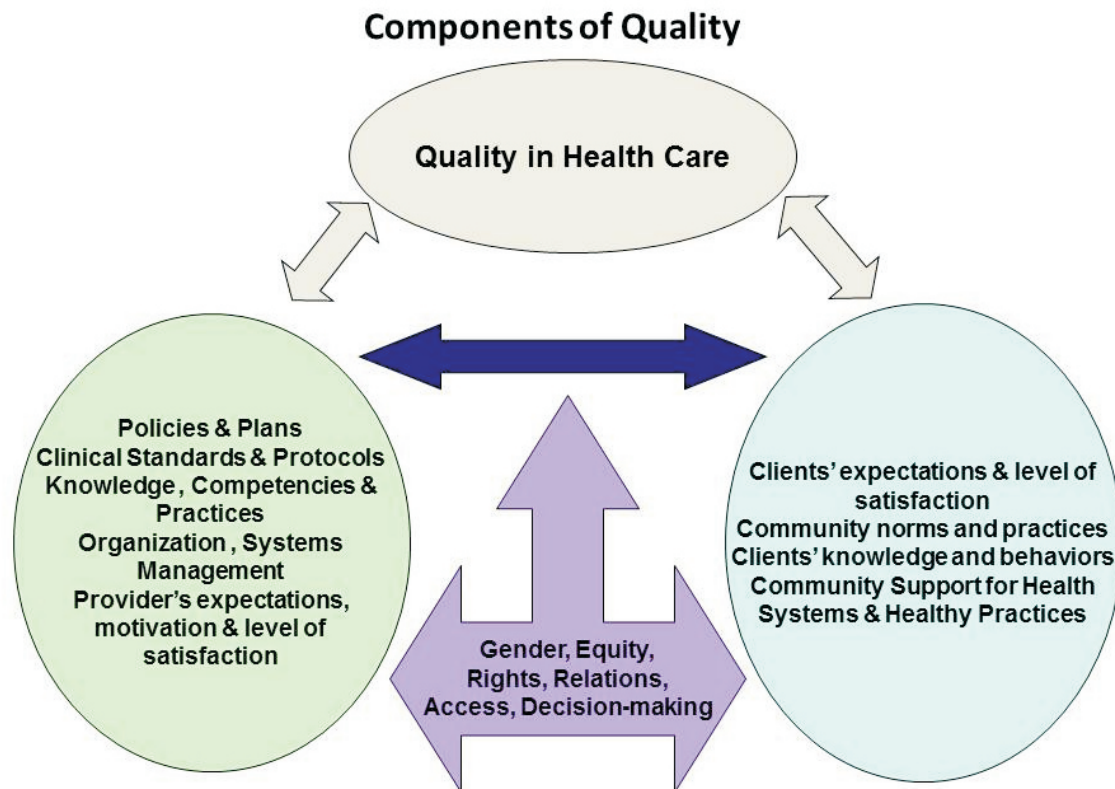 Components of Quality
Quality in Health Care
Policies & Plans
Clinical Standards & Protocols
Knowledge, Competencies &
Practices
Organization, Systems
Management
Provider's expectations,
motivation & level of
satisfaction
Gender, Equity,
Rights, Relations,
Access, Decision-making
Clients' expectations & level of
satisfaction
Community norms and practices
Clients' knowledge and behaviors
Community Support for Health
Systems & Healthy Practices